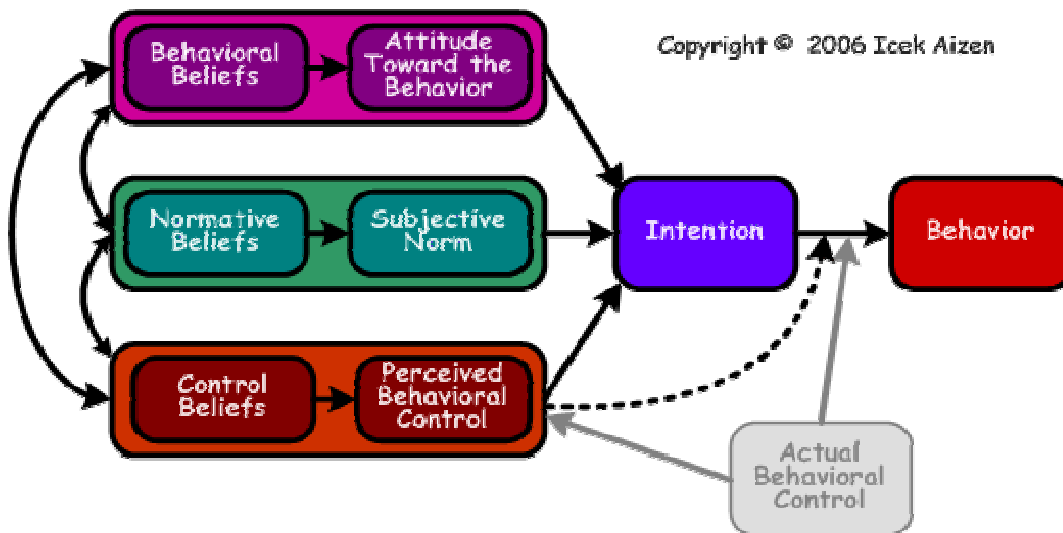 Behavioral
Beliefs
Attitude
Toward the
Behavior
Copyright © 2006 Icek Aizen
Normative
Beliefs
Subjective
Norm
Intention
Behavior
Control
Beliefs
Perceived
Behavioral
Control
Actual
Behavioral
Control